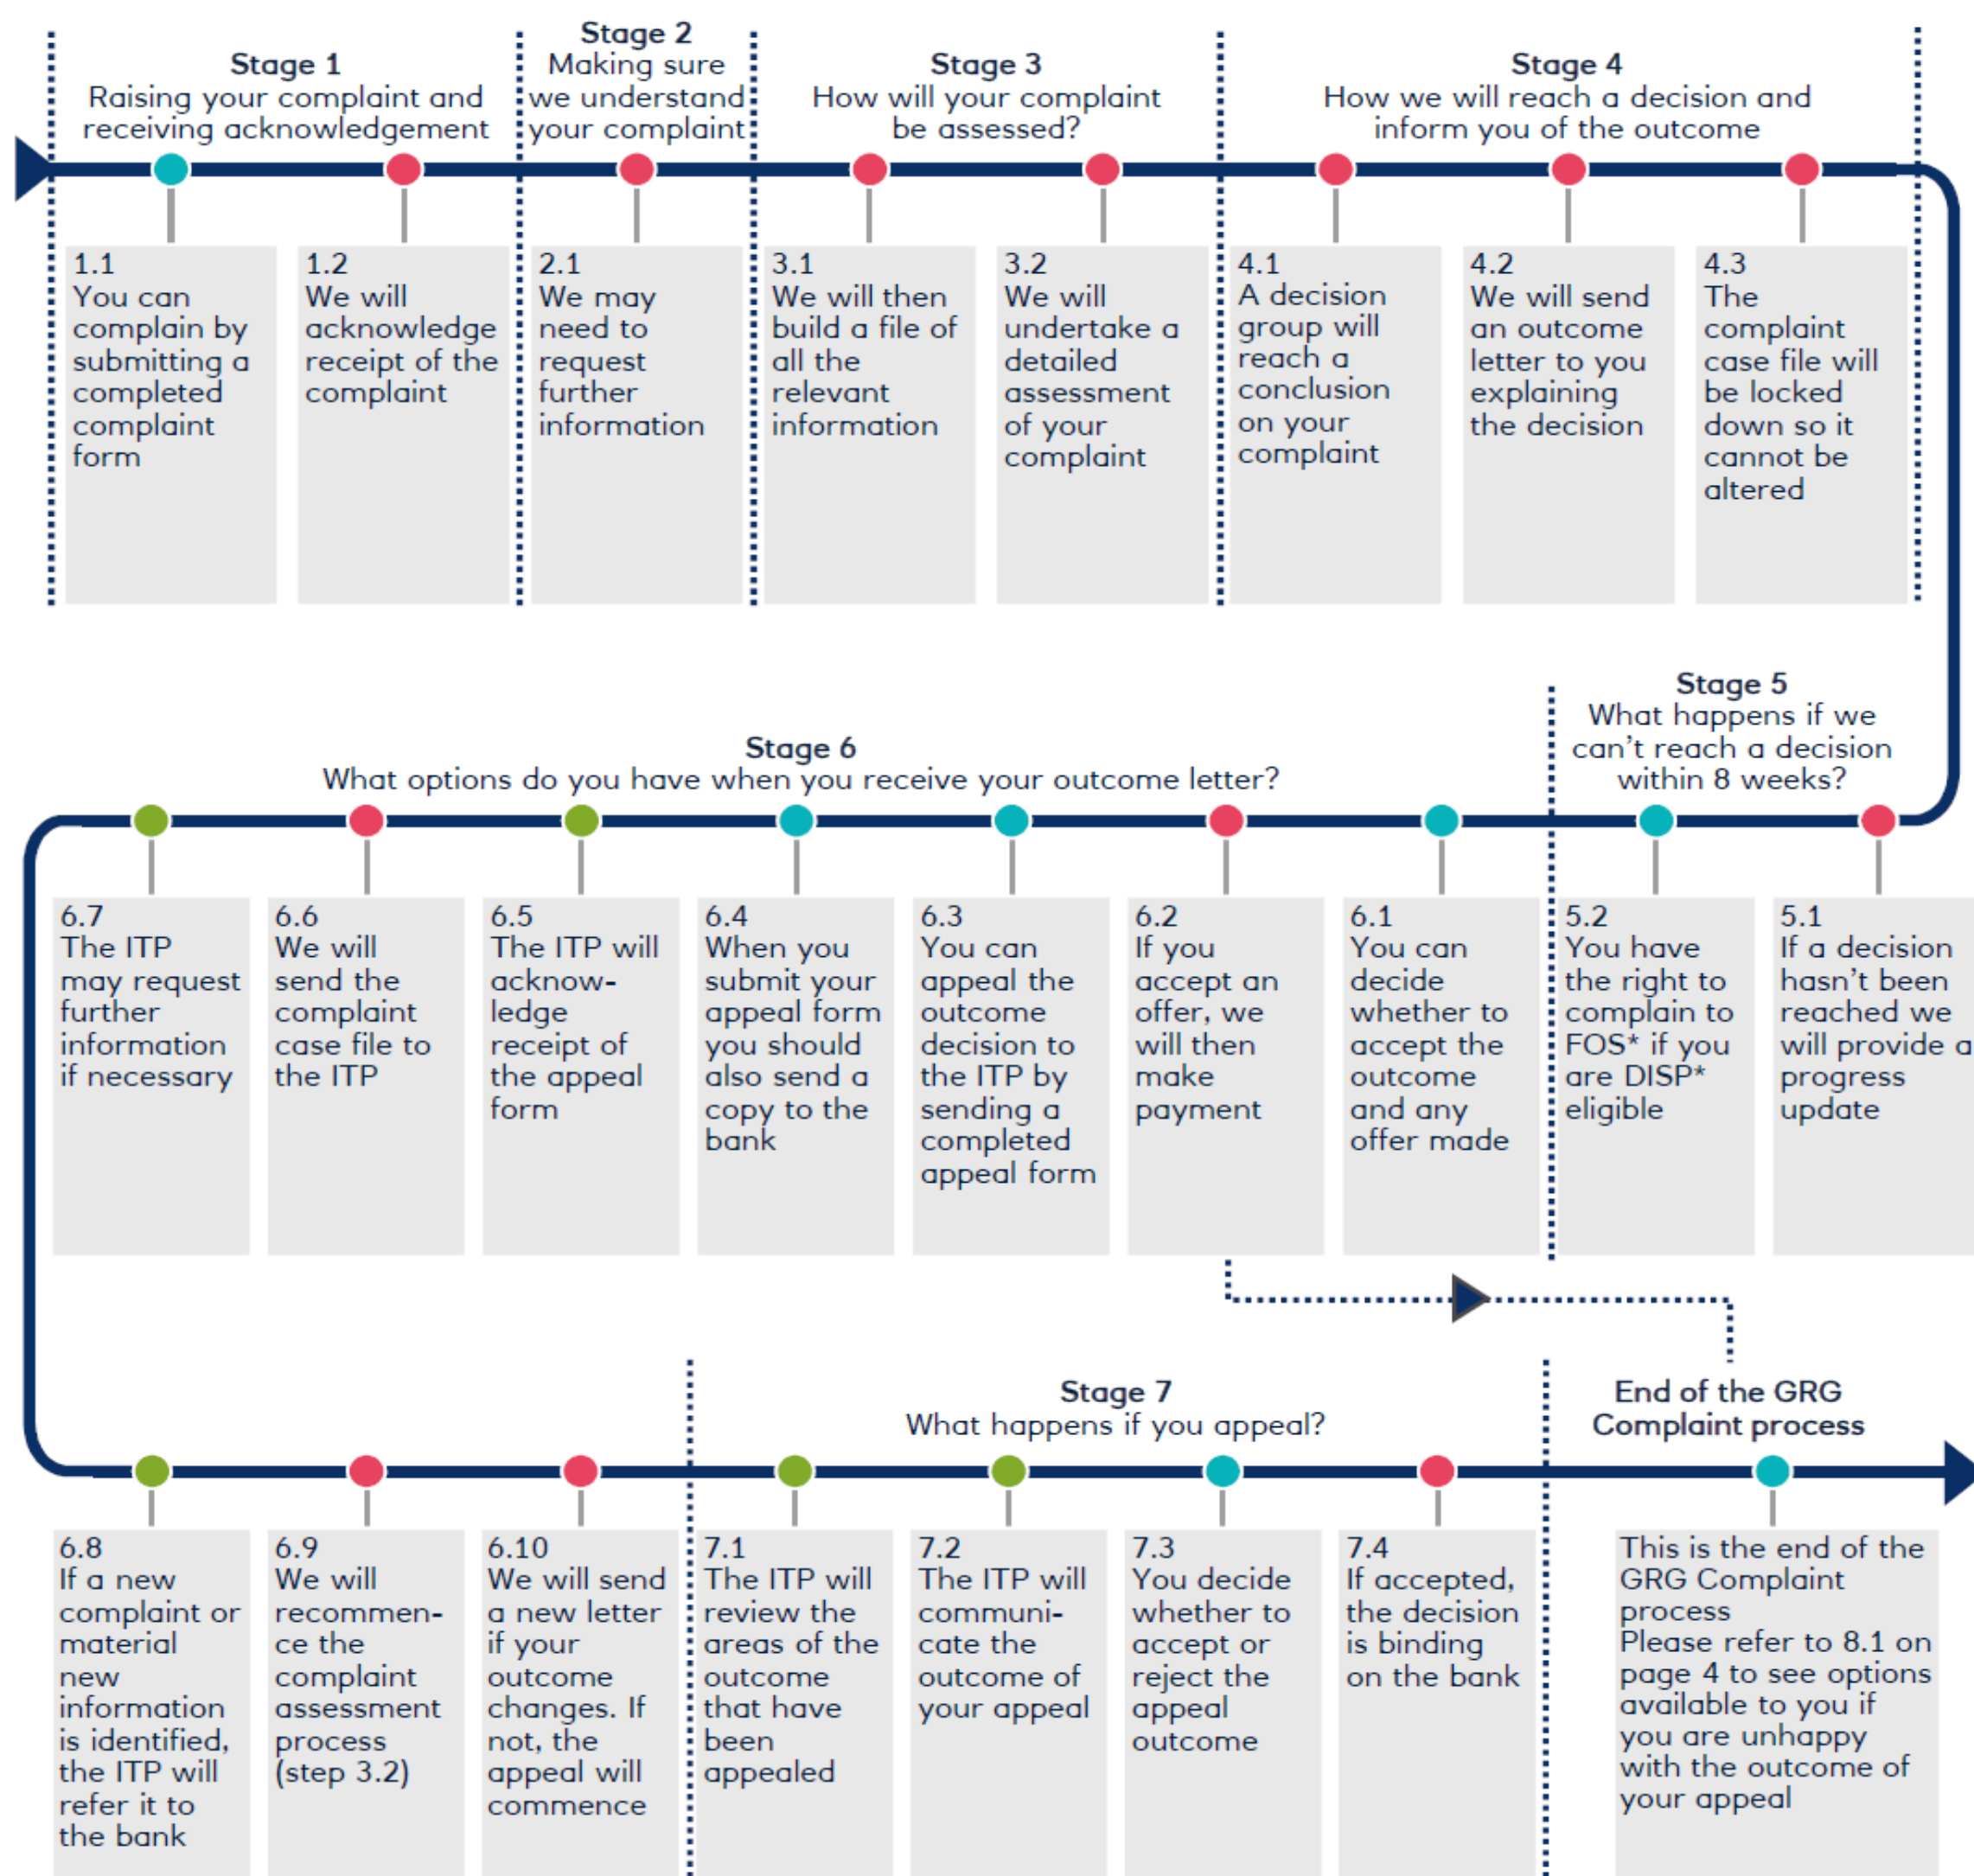 Stage 1
Raising your complaint and
receiving acknowledgement
Stage 2
Making sure
we understand
your complaint
Stage 3
How will your complaint
be assessed?
Stage 4
How we will reach a decision and
inform you of the outcome
1.1
You can
complain by
submitting a
completed
complaint
form
1.2
We will
acknowledge
receipt of the
complaint
2.1
We may
need to
request
further
information
3.1
We will then
build a file of
all the
relevant
information
3.2
We will
undertake a
detailed
assessment
of your
complaint
4.1
A decision
group will
reach a
conclusion
on your
complaint
4.2
We will send
an outcome
letter to you
explaining
the decision
4.3
The
complaint
case file will
be locked
down so it
cannot be
altered
Stage 5
What happens if we
can't reach a decision
within 8 weeks?
5.1
If a decision
hasn't been
reached we
will provide a
progress
update
5.2
You have
the right to
complain to
FOS* if you
are DISP*
eligible
Stage 6
What options do you have when you receive your outcome letter?
6.1
You can
decide
whether to
accept the
outcome
and any
offer made
6.2
If you
accept an
offer, we
will then
make
payment
6.3
You can
appeal the
outcome
decision to
the ITP by
sending a
completed
appeal form
6.4
When you
submit your
appeal form
you should
also send a
copy to the
bank
6.5
The ITP will
acknow-
ledge
receipt of
the appeal
form
6.6
We will
send the
complaint
case file to
the ITP
6.7
The ITP
may request
further
information
if necessary
6.8
If a new
complaint or
material
new
information
is identified,
the ITP will
refer it to
the bank
6.9
We will
recommen-
ce the
complaint
assessment
process
(step 3.2)
6.10
We will send
a new letter
if your
outcome
changes. If
not, the
appeal will
commence
Stage 7
What happens if you appeal?
7.1
The ITP will
review the
areas of the
outcome
that have
been
appealed
7.2
The ITP will
communi-
cate the
outcome of
your appeal
7.3
You decide
whether to
accept or
reject the
appeal
outcome
7.4
If accepted,
the decision
is binding
on the bank
End of the GRG
Complaint process
This is the end of the
GRG Complaint
process
Please refer to 8.1 on
page 4 to see options
available to you if
you are unhappy
with the outcome of
your appeal